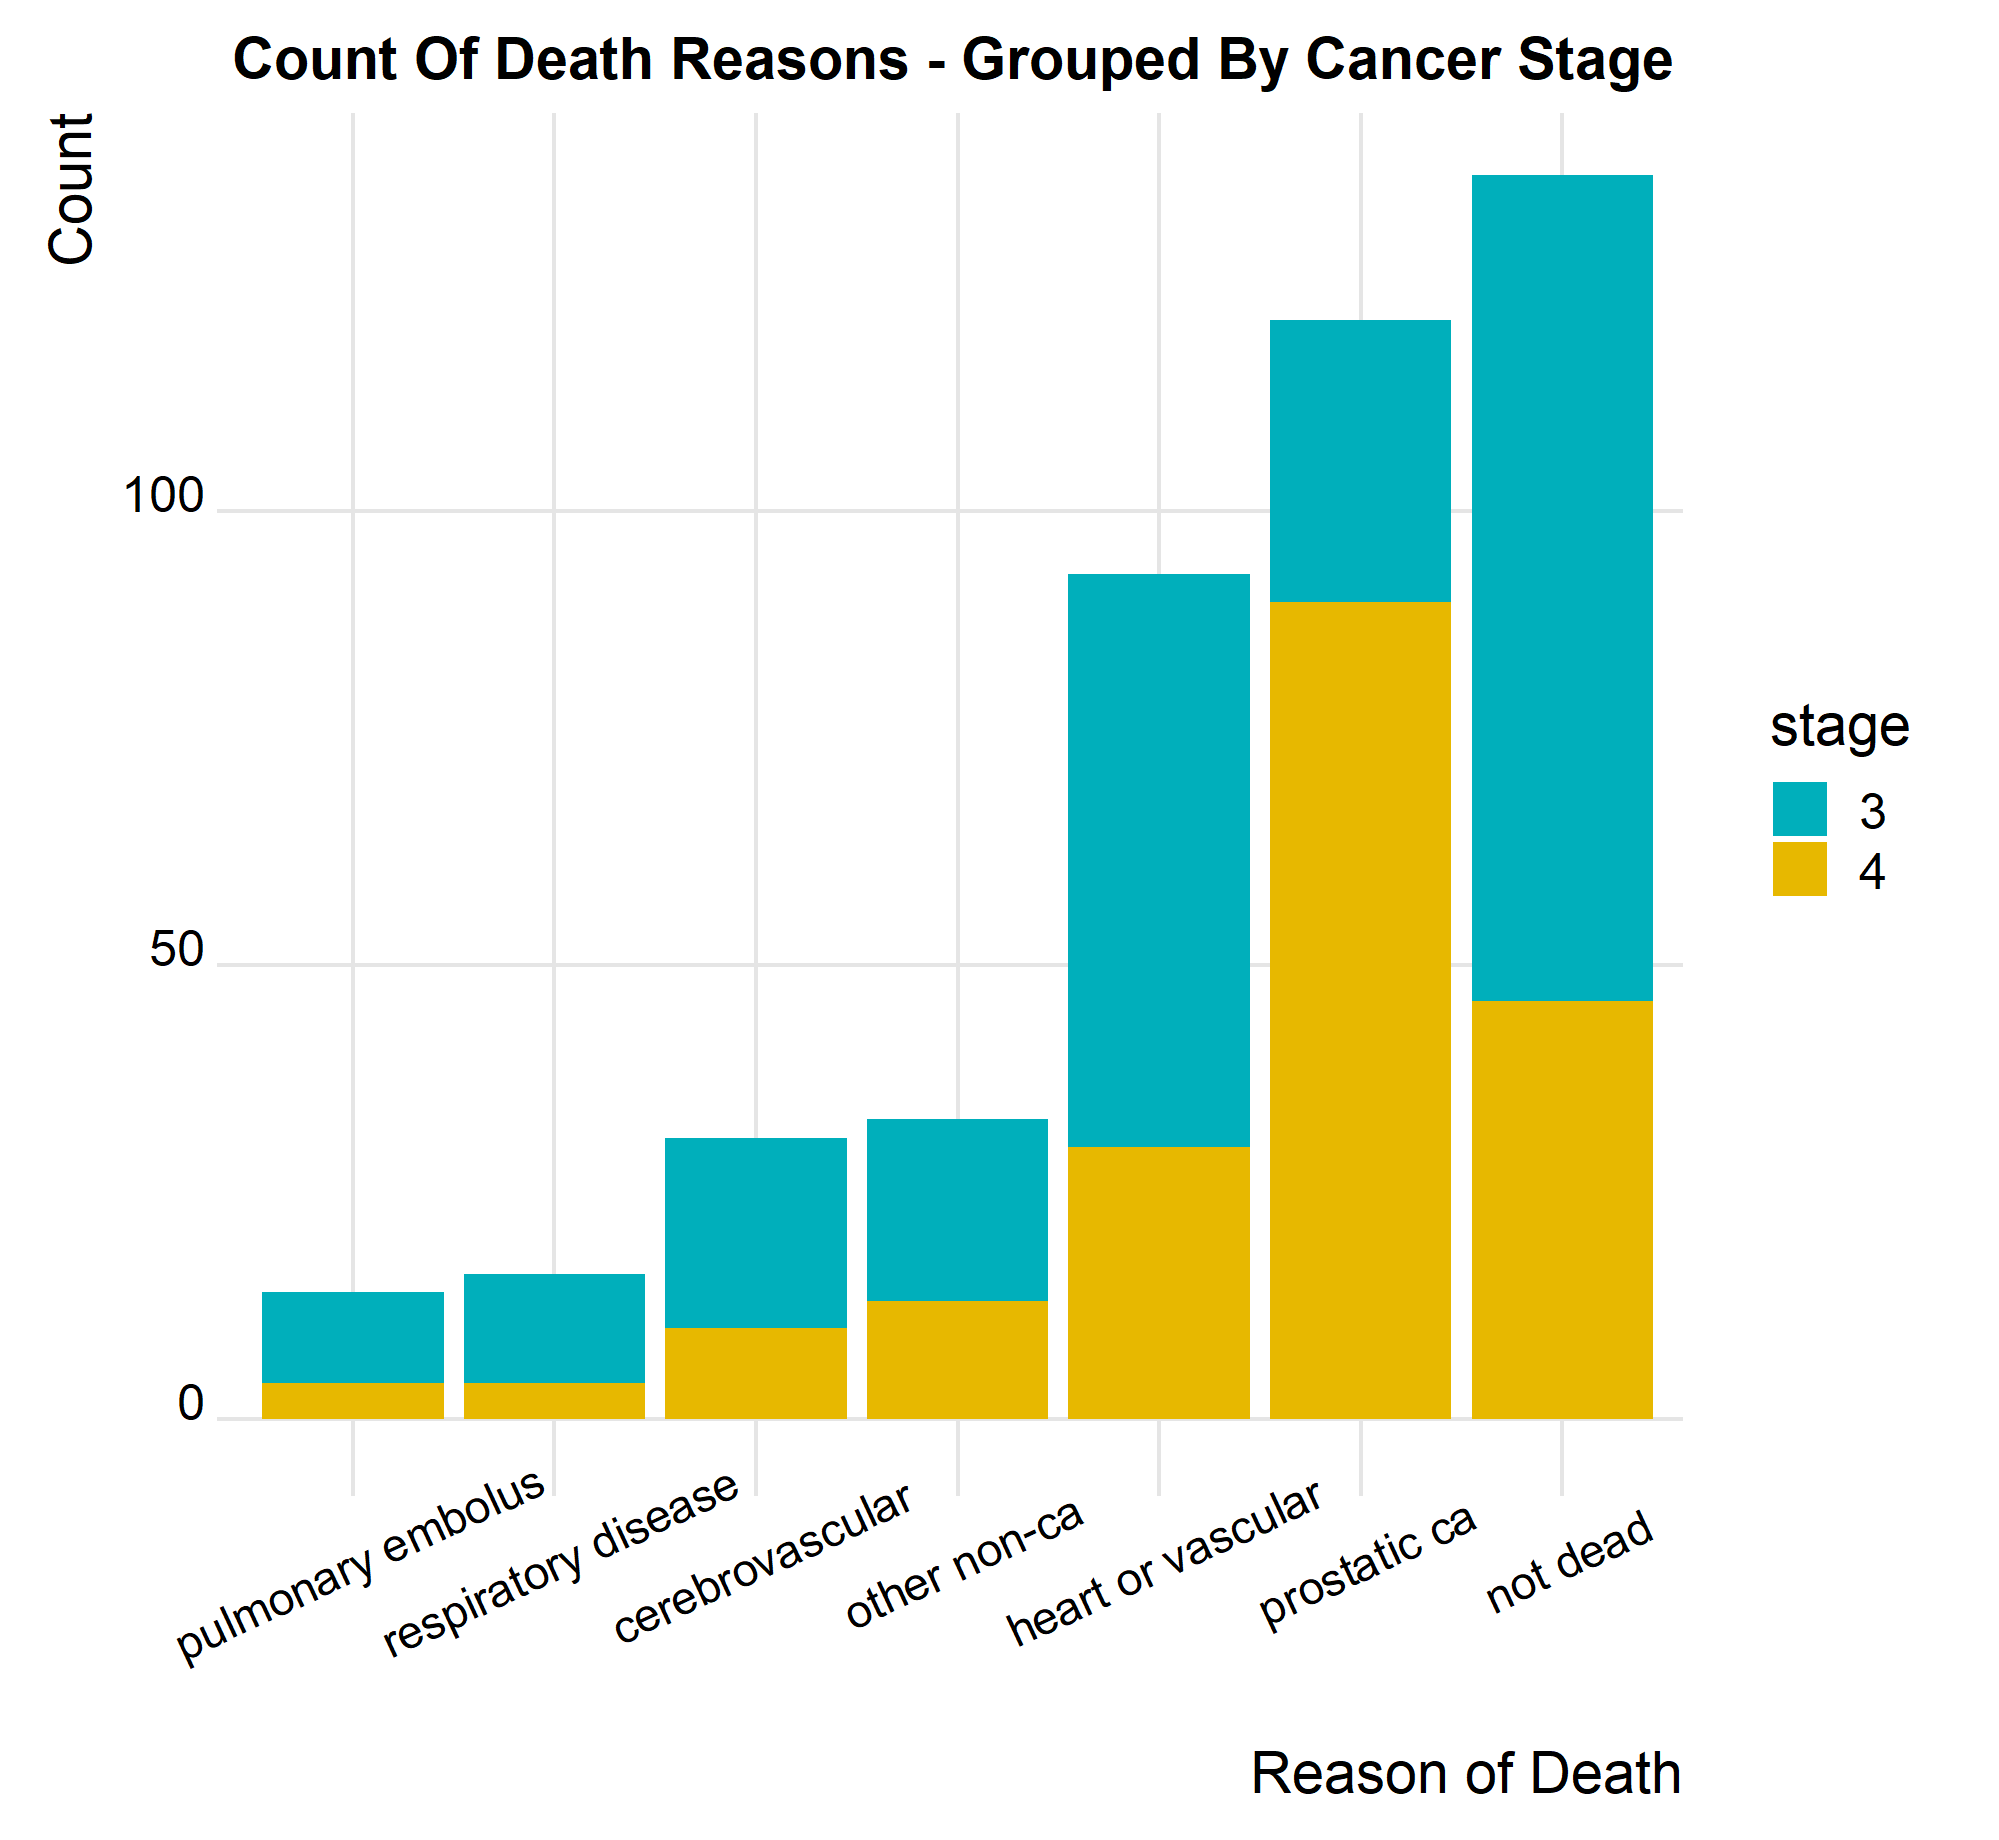 Count Of Death Reasons - Grouped By Cancer Stage
Count
100
50
0
stage
3
4
pulmonary embolus
respiratory disease
cerebrovascular
other non-ca
heart or vascular
prostatic ca
not dead
Reason of Death